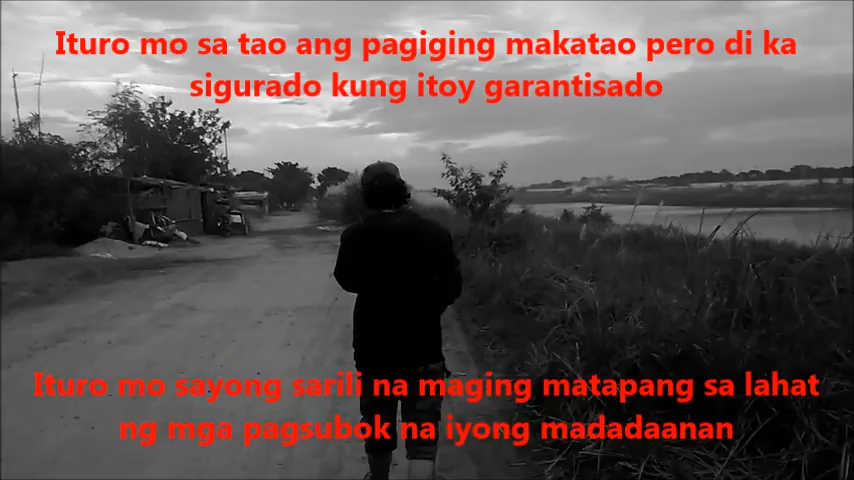 Ituro mo sa tao ang pagiging makatao pero di ka
sigurado kung itoy garantisado
Ituro mo sayong sarili na maging matapang sa lahat
ng mga pagsubok na iyong madadaanan